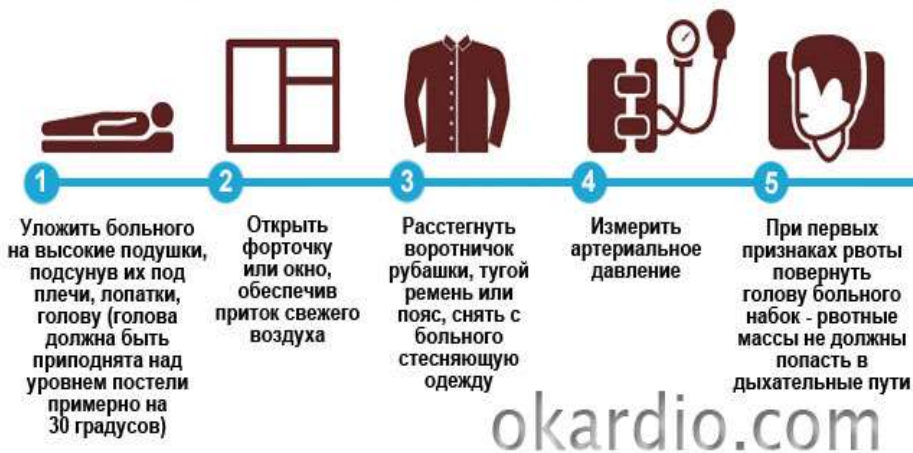 1
Уложить больного
на высокие подушки,
подсунув их под
плечи, лопатки,
голову (голова
должна быть
приподнята над
уровнем постели
примерно на
30 градусов)
2
Открыть
форточку
или окно,
обеспечив
приток свежего
воздуха
3
Расстегнуть
воротничок
рубашки, тугой
ремень или
пояс, снять с
больного
стесняющую
одежду
4
Измерить
артериальное
давление
5
При первых
признаках рвоты
повернуть
голову больного
набок - рвотные
массы не должны
попасть в
дыхательные пути
okardio.com